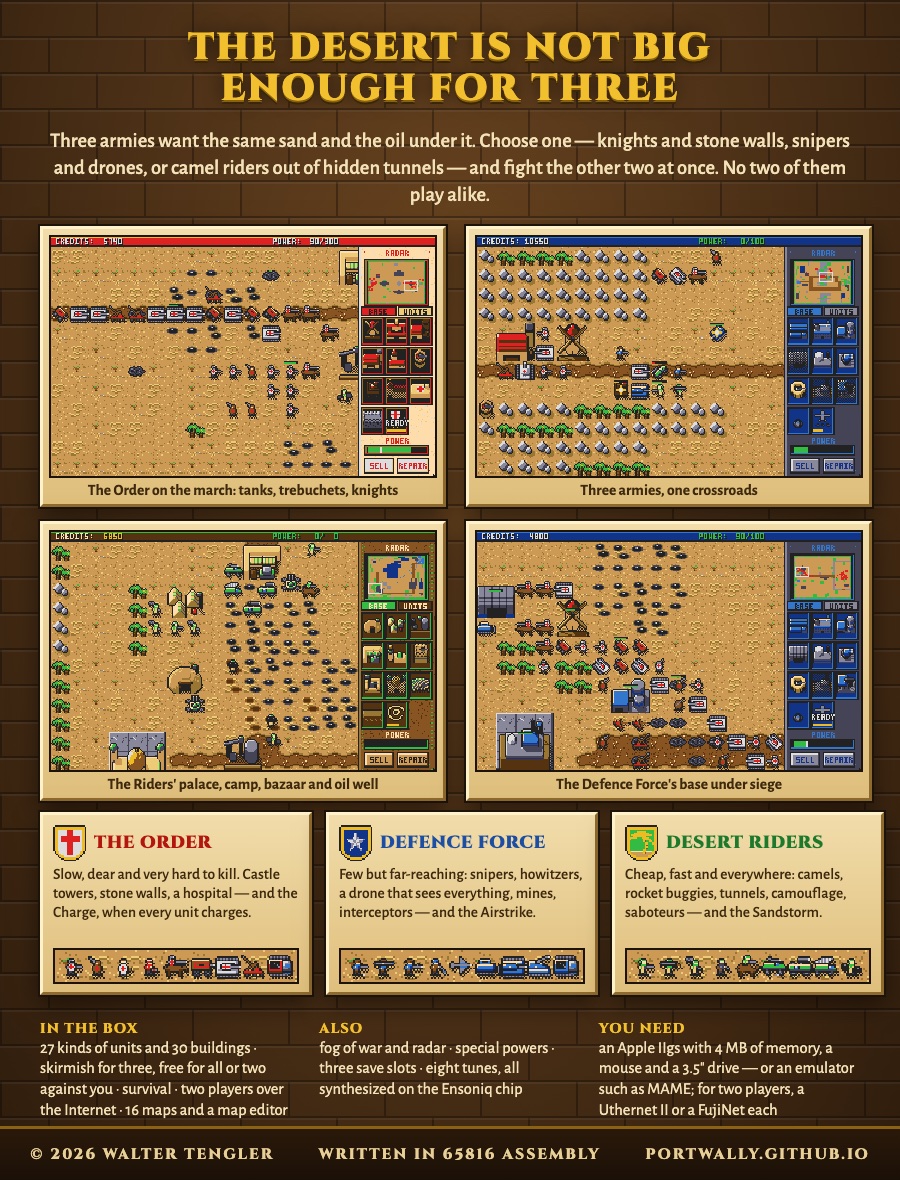 THE DESERT IS NOT BIG
ENOUGH FOR THREE
Three armies want the same sand and the oil under it. Choose one — knights and stone walls, snipers
and drones, or camel riders out of hidden tunnels — and fight the other two at once. No two of them
play alike.
CREDITS: 5740 POWER: 90/300
RADAR
BASE UNITS
READY
POWER
SELL REPAIR
The Order on the march: tanks, trebuchets, knights
CREDITS: 10550 POWER: 0/100
RADAR
BASE UNITS
POWER
SELL REPAIR
Three armies, one crossroads
CREDITS: 6850 POWER: 0/ 0
RADAR
BASE UNITS
POWER
SELL REPAIR
The Riders' palace, camp, bazaar and oil well
CREDITS: 4800 POWER: 90/100
RADAR
BASE UNITS
READY
POWER
SELL REPAIR
The Defence Force's base under siege
THE ORDER
Slow, dear and very hard to kill. Castle
towers, stone walls, a hospital — and the
Charge, when every unit charges.
DEFENCE FORCE
Few but far-reaching: snipers, howitzers,
a drone that sees everything, mines,
interceptors — and the Airstrike.
DESERT RIDERS
Cheap, fast and everywhere: camels,
rocket buggies, tunnels, camouflage,
saboteurs — and the Sandstorm.
IN THE BOX
27 kinds of units and 30 buildings ·
skirmish for three, free for all or two
against you · survival · two players over
the Internet · 16 maps and a map editor
ALSO
fog of war and radar · special powers ·
three save slots · eight tunes, all
synthesized on the Ensoniq chip
YOU NEED
an Apple IIgs with 4 MB of memory, a
mouse and a 3.5" drive — or an emulator
such as MAME; for two players, a
Uthernet II or a FujiNet each
© 2026 WALTER TENGLER
WRITTEN IN 65816 ASSEMBLY
PORTWALLY.GITHUB.IO